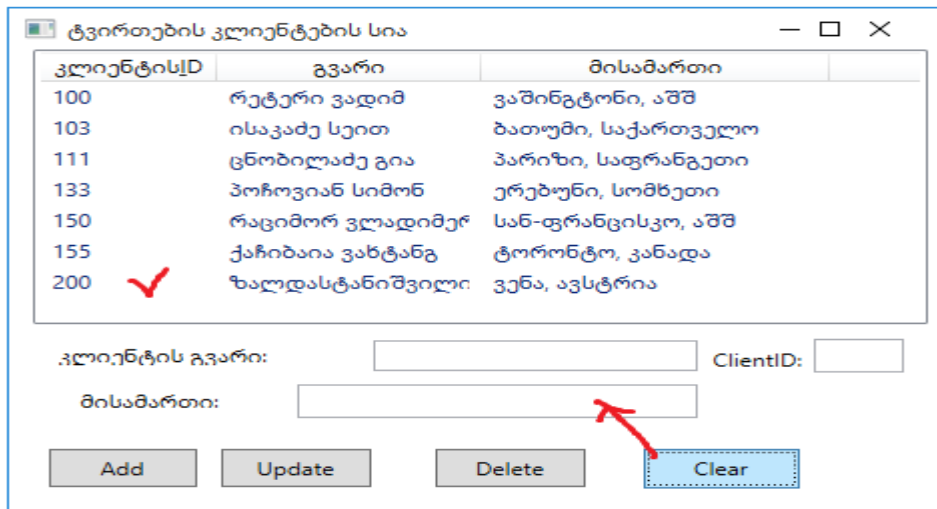 ტვირთების კლიენტების სია
კლიენტისID გვარი მისამართი
100 რეტერი ვადიმ ვაშინგტონი, აშშ
103 ისაკაძე სეით ბათუმი, საქართველო
111 ცნობილაძე გია პარიზი, საფრანგეთი
133 პოჩოვიან სიმონ ერებუნი, სომხეთი
150 რაციმორ ვლადიმერ სან-ფრანცისკო, აშშ
155 ქაჩიბაია ვახტანგ ტორონტო, კანადა
200 ზალდასტანიშვილი ვენა, ავსტრია
კლიენტის გვარი: ClientID:
მისამართი:
Add Update Delete Clear